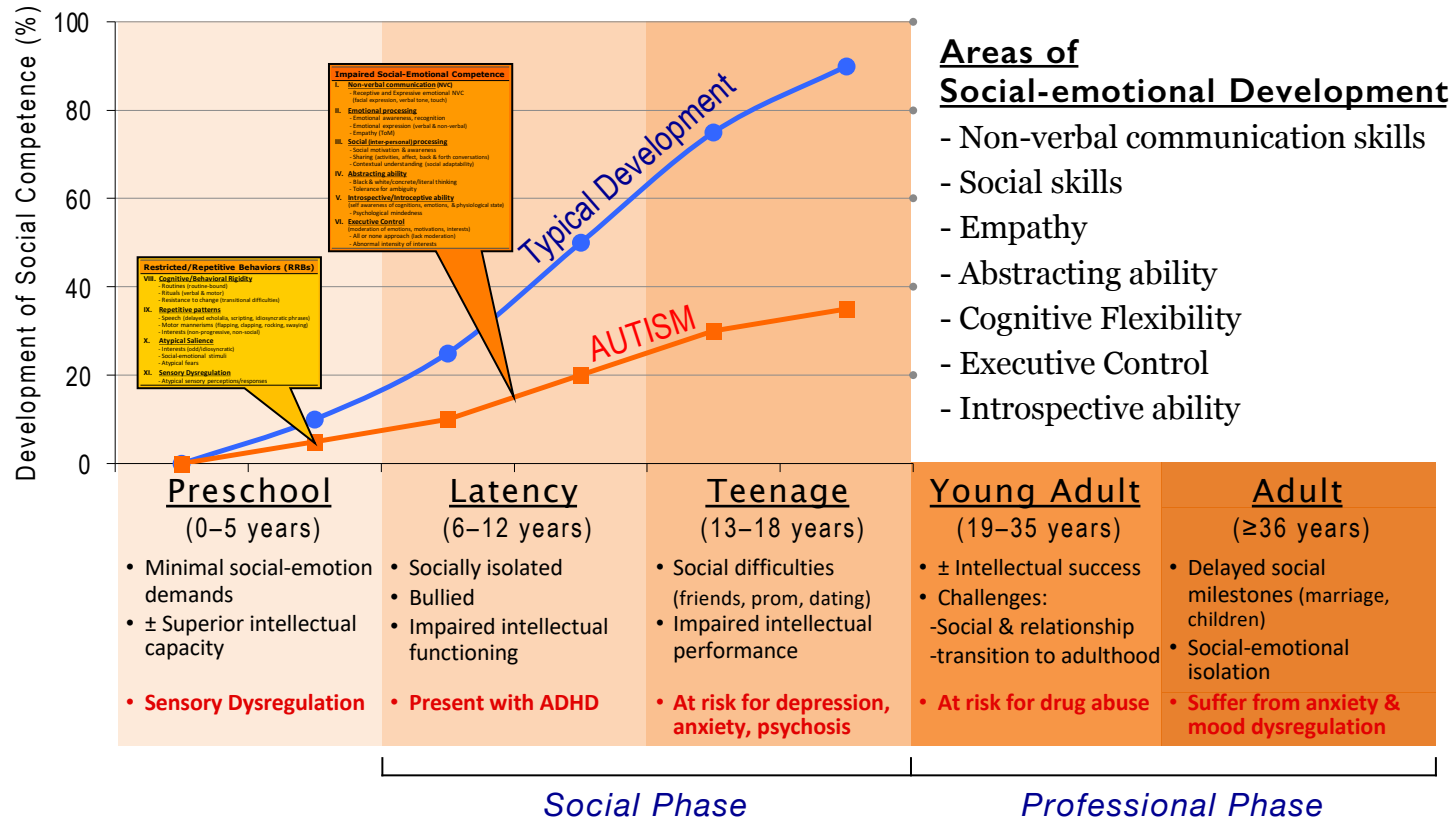 Development of Social Competence (%)
100
80
60
40
20
0
Impaired Social-Emotional Competence
I. Non-verbal communication (NVC)
- Receptive and Expressive emotional NVC
(facial expression, verbal tone, touch)
II. Emotional processing
- Emotional awareness, recognition
- Emotional expression (verbal & non-verbal)
- Empathy (ToM)
III. Social (inter-personal) processing
- Social motivation & awareness
- Sharing (activities, affect, back & forth conversations)
- Contextual understanding (social adaptability)
IV. Abstracting ability
- Black & white/concrete/literal thinking
- Tolerance for ambiguity
V. Introspective/Introceptive ability
(self awareness of cognitions, emotions, & physiological state)
- Psychological mindedness
VI. Executive Control
(moderation of emotions, motivations, interests)
- All or none approach (lack moderation)
- Abnormal intensity of interests
Restricted/Repetitive Behaviors (RRBs)
VIII. Cognitive/Behavioral Rigidity
- Routines (routine-bound)
- Rituals (verbal & motor)
- Resistance to change (transitional difficulties)
IX. Repetitive patterns
- Speech (delayed echolalia, scripting, idiosyncratic phrases)
- Motor mannerisms (flapping, clapping, rocking, swaying)
- Interests (non-progressive, non-social)
X. Atypical Salience
- Interests (odd/idiosyncratic)
- Social-emotional stimuli
- Atypical fears
XI. Sensory Dysregulation
- Atypical sensory perceptions/responses
Typical Development
AUTISM
Areas of
Social-emotional Development
- Non-verbal communication skills
- Social skills
- Empathy
- Abstracting ability
- Cognitive Flexibility
- Executive Control
- Introspective ability
Preschool
(0–5 years)
• Minimal social-emotion
demands
• ± Superior intellectual
capacity
• Sensory Dysregulation
Latency
(6–12 years)
• Socially isolated
• Bullied
• Impaired intellectual
functioning
• Present with ADHD
Teenage
(13–18 years)
• Social difficulties
(friends, prom, dating)
• Impaired intellectual
performance
• At risk for depression,
anxiety, psychosis
Young Adult
(19–35 years)
• ± Intellectual success
• Challenges:
-Social & relationship
-transition to adulthood
• At risk for drug abuse
Adult
(≥36 years)
• Delayed social
milestones (marriage,
children)
• Social-emotional
isolation
• Suffer from anxiety &
mood dysregulation
Social Phase
Professional Phase